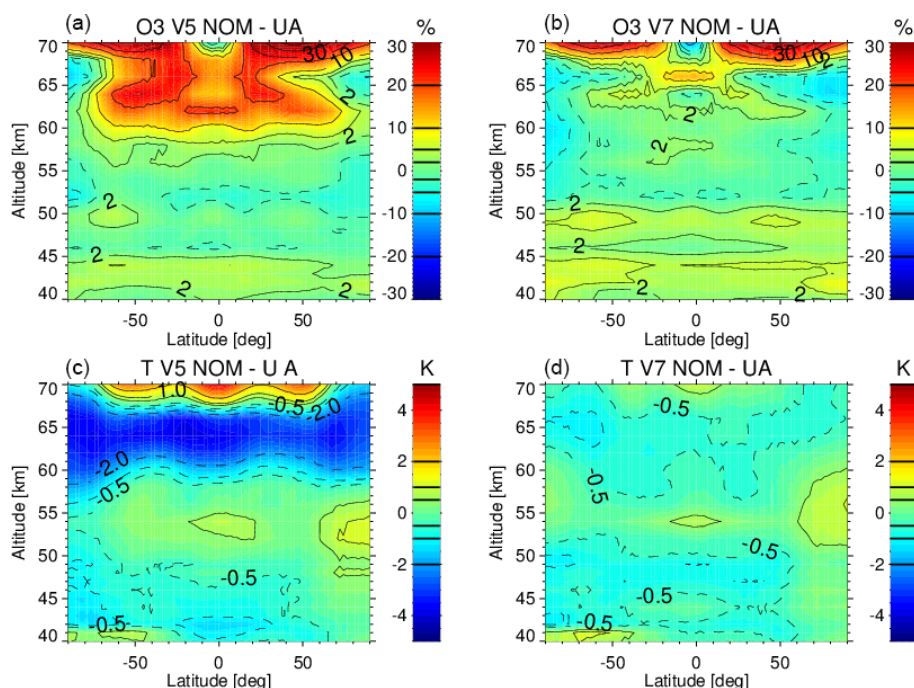 (a) O3 V5 NOM - UA %
70 65 60 55 50 45 40
Altitude [km]
30 10 2 2 2 2 2
-50 0 50
Latitude [deg]
30 20 10 0 -10 -20 -30
(b) O3 V7 NOM - UA %
70 65 60 55 50 45 40
Altitude [km]
30 10 2 2 2 2 2 2
-50 0 50
Latitude [deg]
30 20 10 0 -10 -20 -30
(c) T V5 NOM - U A K
70 65 60 55 50 45 40
Altitude [km]
1.0 -0.5 -2.0 -2.0 -0.5 -0.5 -0.5
-50 0 50
Latitude [deg]
4 2 0 -2 -4
(d) T V7 NOM - UA K
70 65 60 55 50 45 40
Altitude [km]
-0.5 -0.5 -0.5 -0.5
-50 0 50
Latitude [deg]
4 2 0 -2 -4